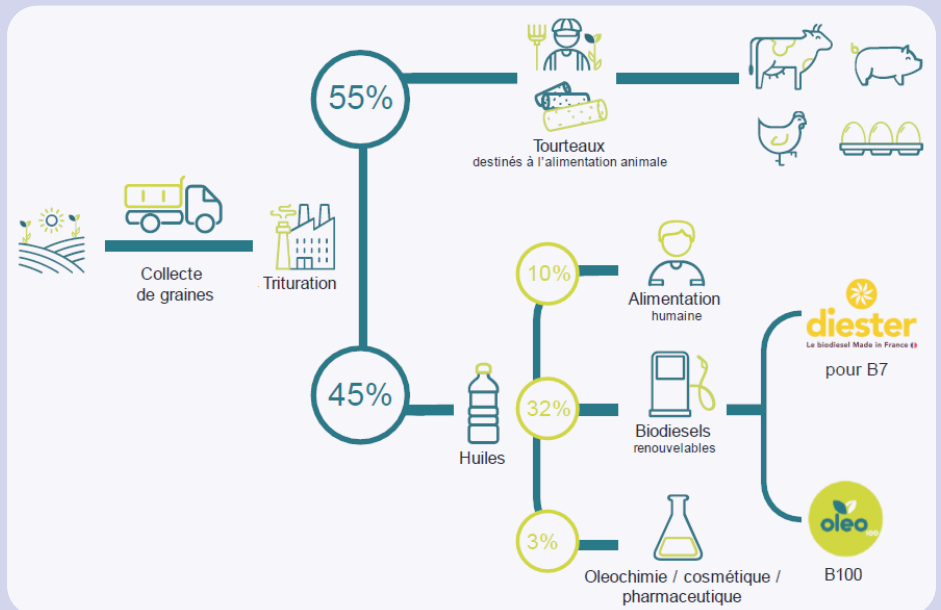 55%
Tourteaux
destinés à l'alimentation animale
Collecte
de graines
Trituration
45%
Huiles
10%
Alimentation
humaine
32%
Biodiesels
renouvelables
3%
Oleochimie / cosmétique /
pharmaceutique
diester
Le biodiesel Made in France
pour B7
oleo
100
B100